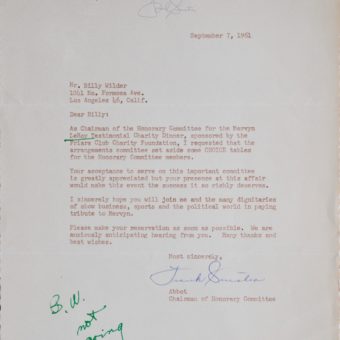 September 7, 1961
Mr. Billy Wilder
1041 No. Formosa Ave.
Los Angeles 46, Calif.
Dear Billy:
As Chairman of the Honorary Committee for the Mervyn
LeRoy Testimonial Charity Dinner, sponsored by the
Friars Club Charity Foundation, I requested that the
arrangements committee set aside some CHOICE tables
for the Honorary Committee members.
Your acceptance to serve on this important committee
is greatly appreciated but your presence at this affair
would make this event the success it so richly deserves.
I sincerely hope you will join we and the many dignitaries
of show business, sports and the political world in paying
tribute to Mervyn.
Please make your reservation as soon as possible. We are
anxiously anticipating hearing from you. Many thanks and
best wishes.
Most sincerely,
Frank Sinatra
Abbot
Chairman of Honorary Committee
B.W.
not
going